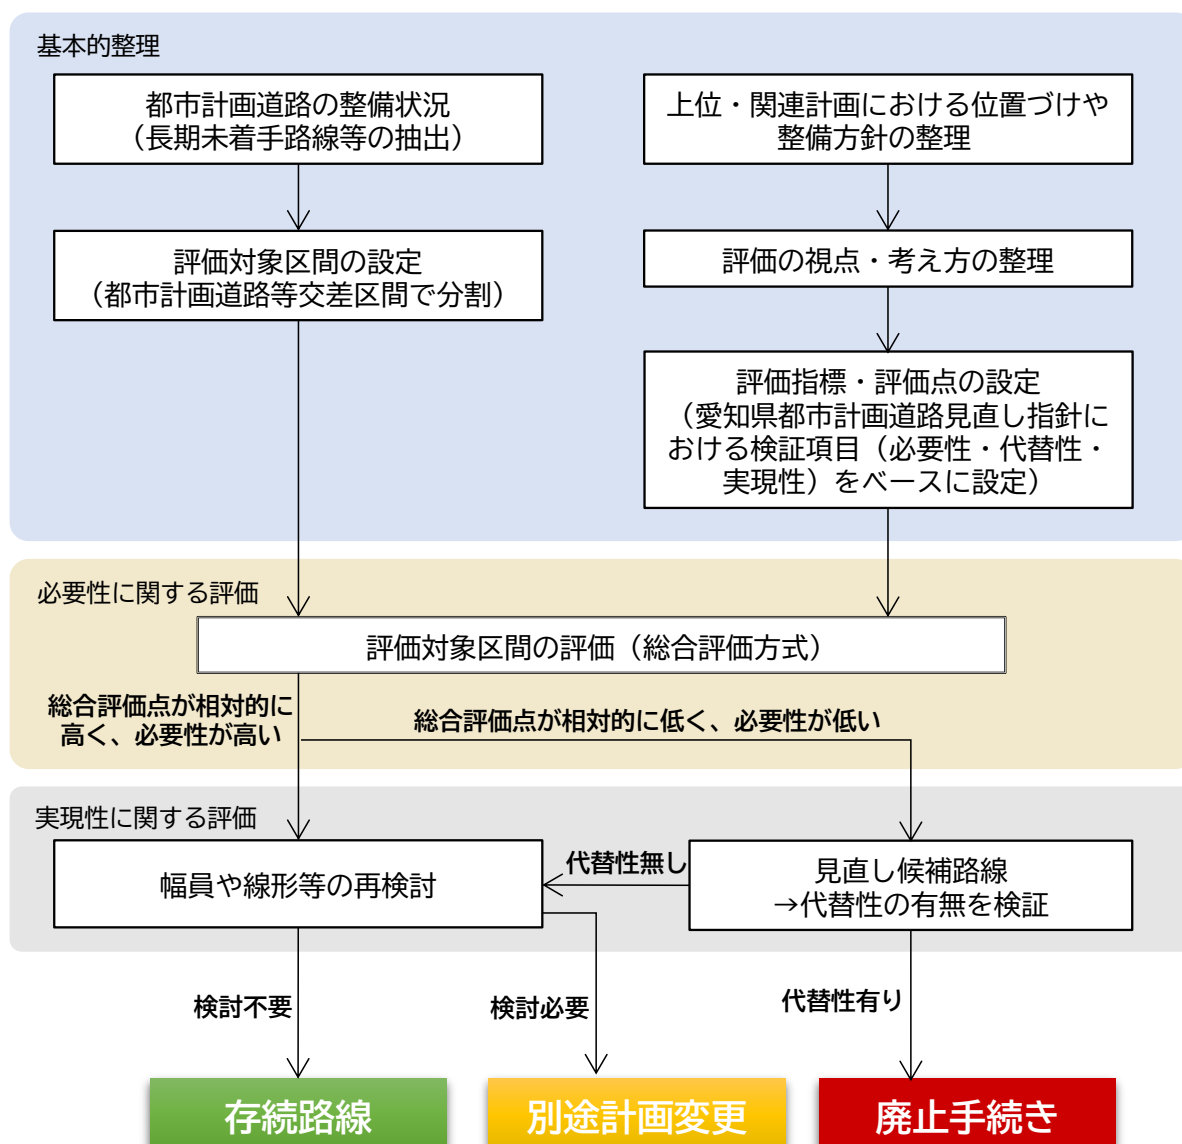 基本的整理
都市計画道路の整備状況
（長期未着手路線等の抽出）
上位・関連計画における位置づけや
整備方針の整理
評価対象区間の設定
（都市計画道路等交差区間で分割）
評価の視点・考え方の整理
評価指標・評価点の設定
（愛知県都市計画道路見直し指針に
おける検証項目（必要性・代替性・
実現性）をベースに設定）
必要性に関する評価
評価対象区間の評価（総合評価方式）
総合評価点が相対的に
高く、必要性が高い
総合評価点が相対的に低く、必要性が低い
実現性に関する評価
幅員や線形等の再検討
代替性無し
見直し候補路線
→代替性の有無を検証
検討不要
検討必要
代替性有り
存続路線
別途計画変更
廃止手続き